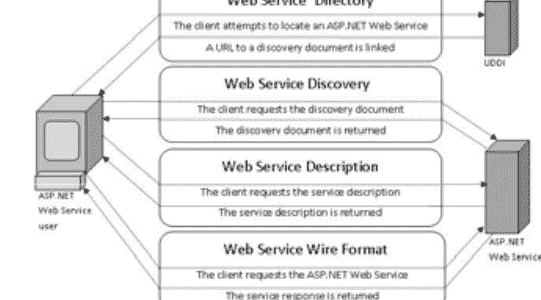 Web Service Directory
The client attempts to locate an ASP.NET Web Service
A URL to a discovery document is linked
UDDI
Web Service Discovery
The client requests the discovery document
The discovery document is returned
Web Service Description
The client requests the service description
The service description is returned
ASP.NET
Web Service
user
ASP.NET
Web Service
Web Service Wire Format
The client requests the ASP.NET Web Service
The service response is returned